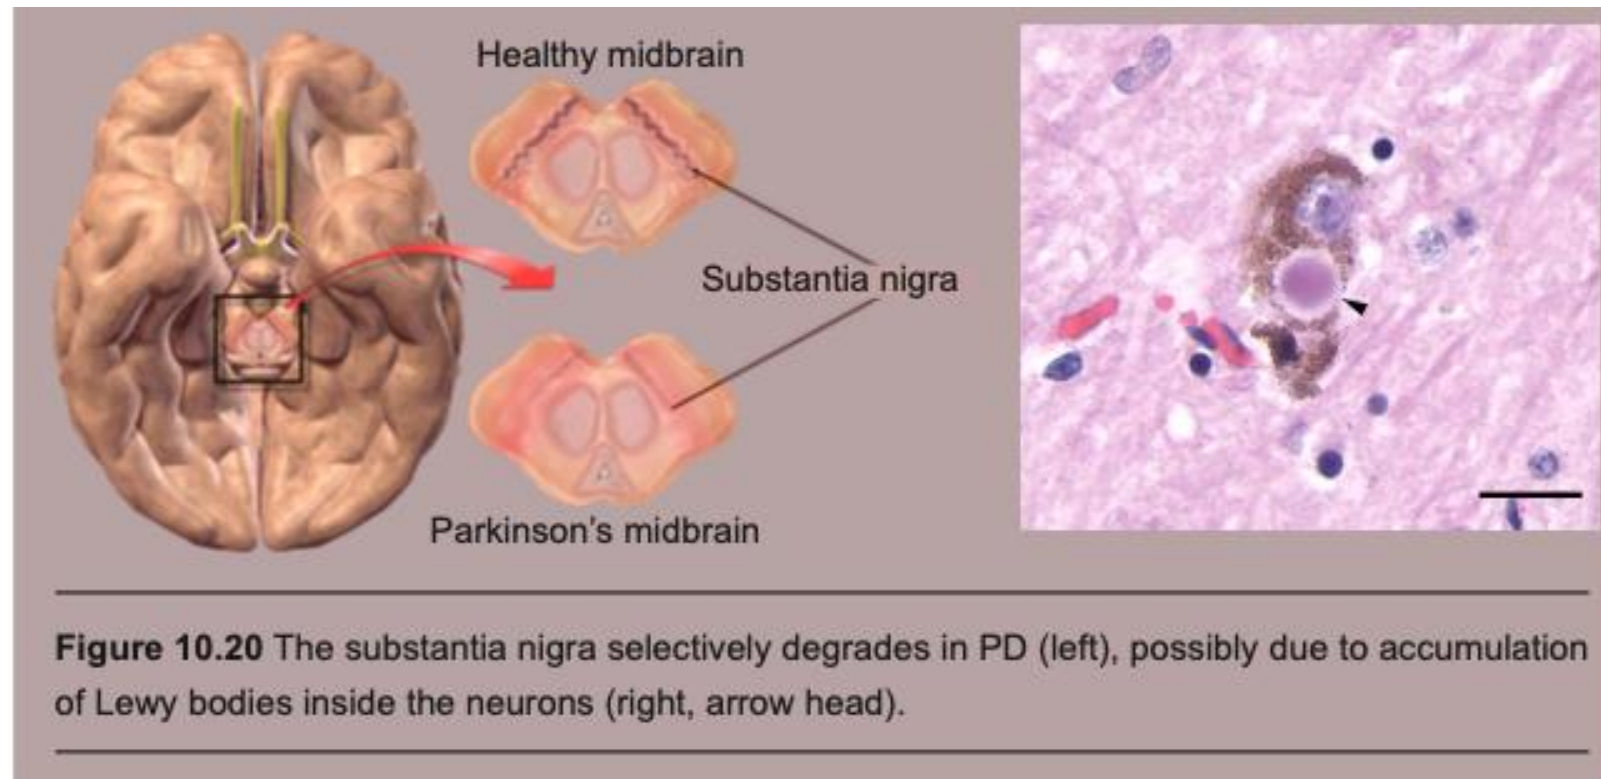 Healthy midbrain
Substantia nigra
Parkinson's midbrain
Figure 10.20 The substantia nigra selectively degrades in PD (left), possibly due to accumulation
of Lewy bodies inside the neurons (right, arrow head).